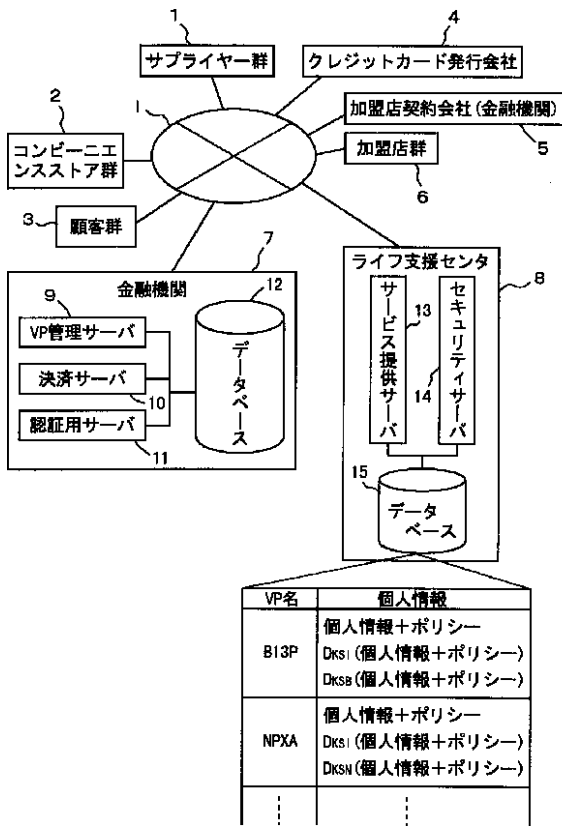 1
サプライヤー群
4
クレジットカード発行会社
1
加盟店契約会社(金融機関)
5
2
コンビーニエ
ンスストア群
加盟店群
6
3
顧客群
7
金融機関
9
VP管理サーバ
決済サーバ
10
認証用サーバ
11
12
データベース
ライフ支援センタ
8
サービス提供サーバ
13
セキュリティサーバ
14
15
データ
ベース
VP名
個人情報
B13P
個人情報+ポリシー
DKSI(個人情報+ポリシー)
DKSB(個人情報+ポリシー)
NPXA
個人情報+ポリシー
DKSI(個人情報+ポリシー)
DKSN(個人情報+ポリシー)